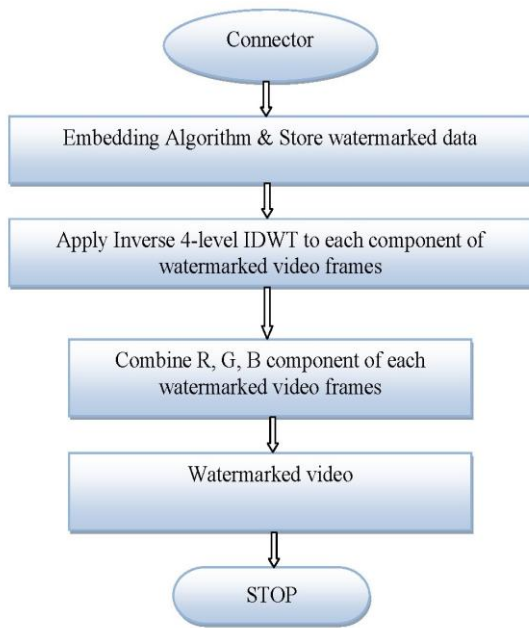 Connector
Embedding Algorithm & Store watermarked data
Apply Inverse 4-level IDWT to each component of
watermarked video frames
Combine R, G, B component of each
watermarked video frames
Watermarked video
STOP